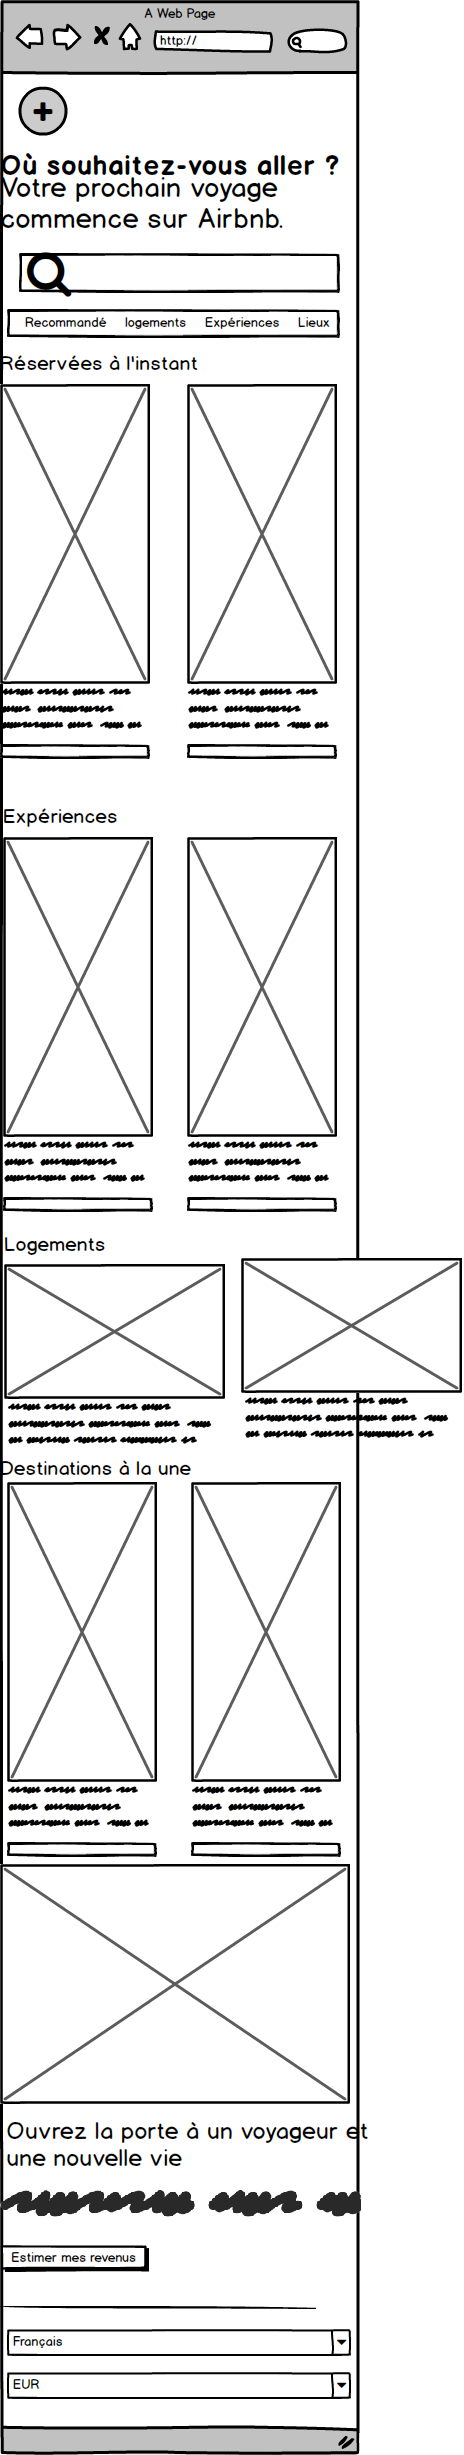 A Web Page
http://
Où souhaitez-vous aller ?
Votre prochain voyage
commence sur Airbnb.
Recommandé logements Expériences Lieux
Réservées à l'instant
Expériences
Logements
Destinations à la une
Ouvrez la porte à un voyageur et
une nouvelle vie
Estimer mes revenus
Français
EUR